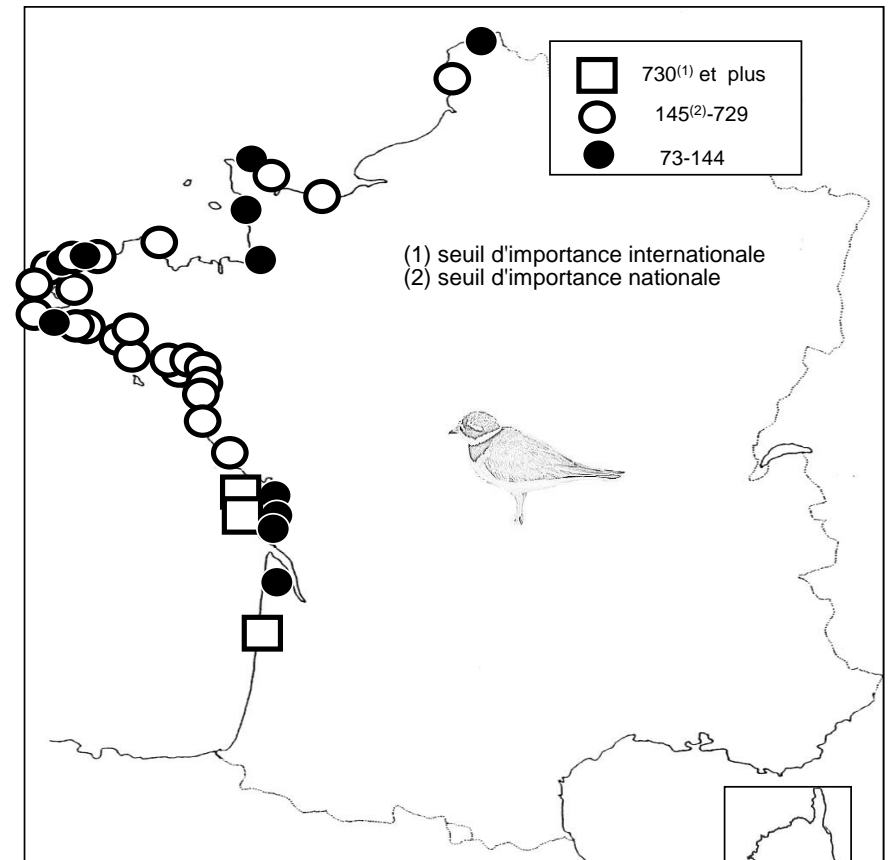 730(1) et plus
145(2)-729
73-144
(1) seuil d'importance internationale
(2) seuil d'importance nationale